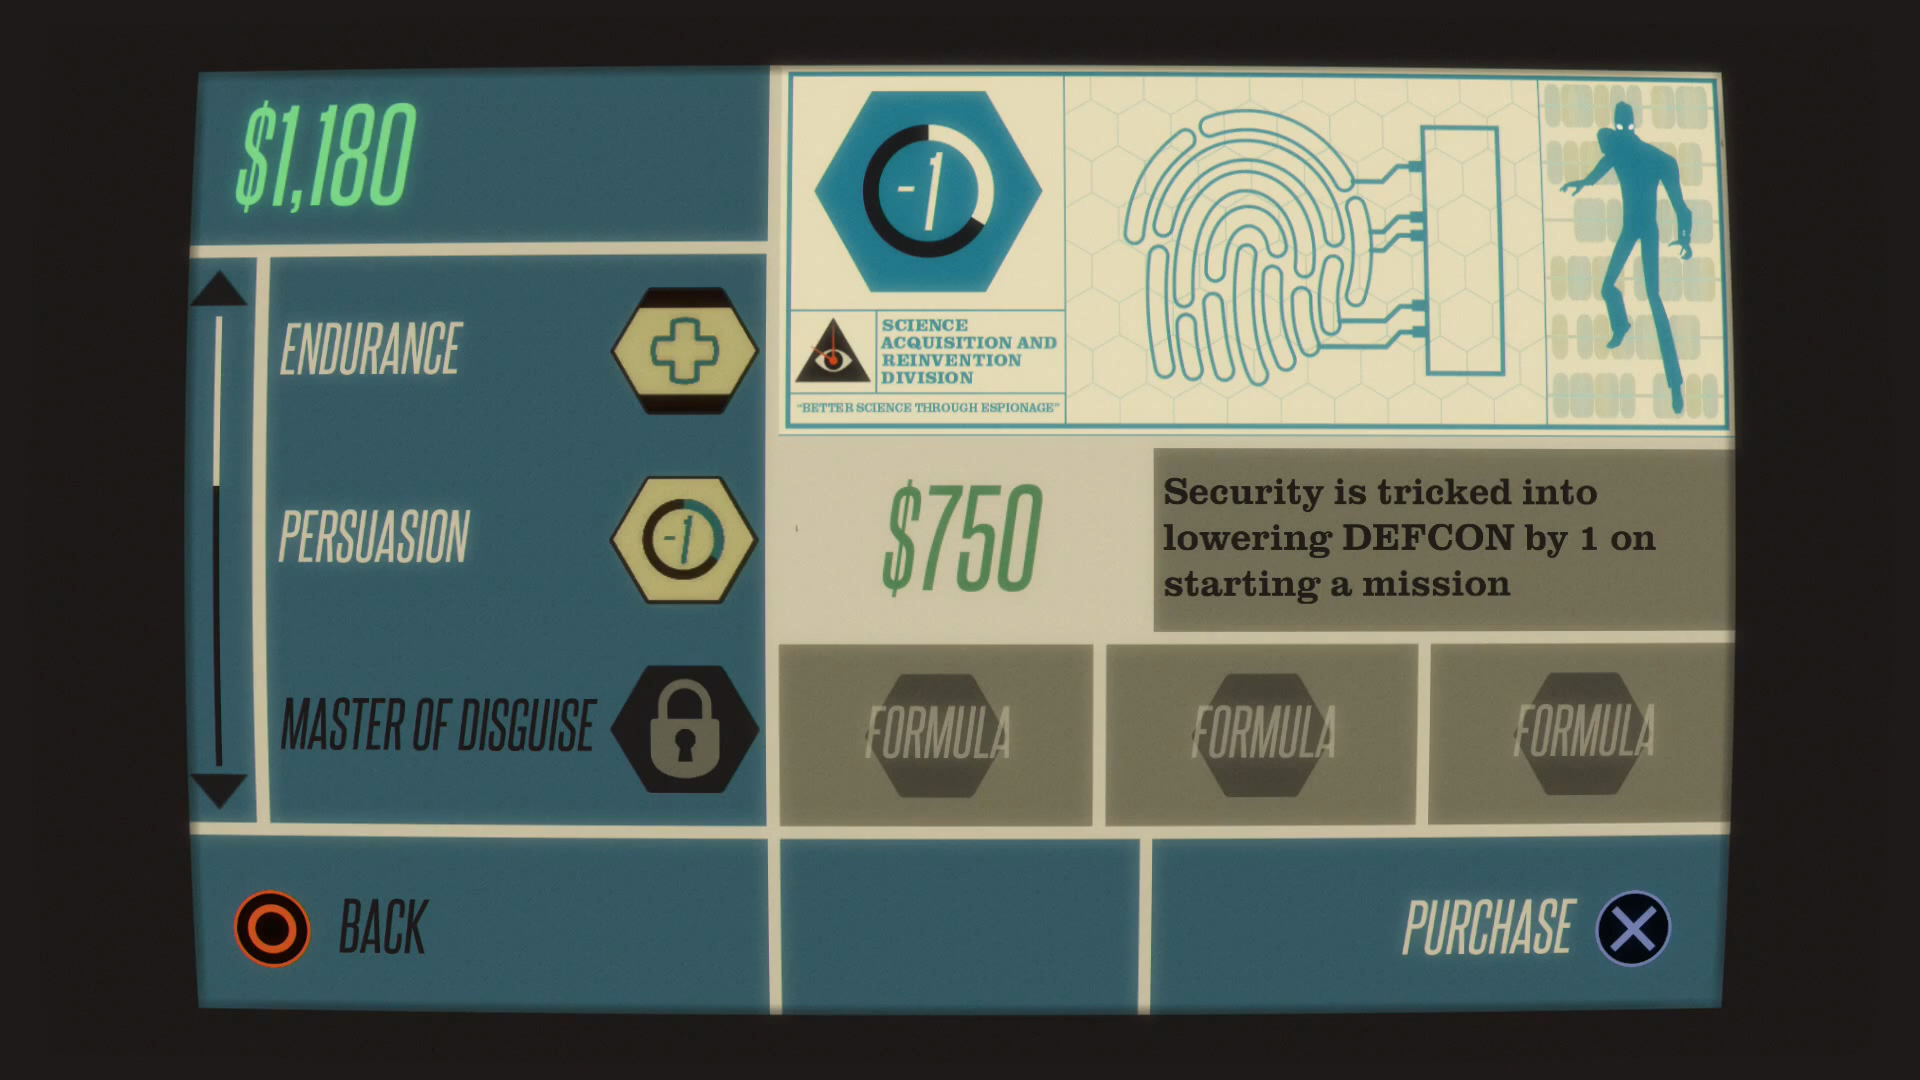 $1,180
ENDURANCE
PERSUASION
-1
MASTER OF DISGUISE
-1
SCIENCE
ACQUISITION AND
REINVENTION
DIVISION
"BETTER SCIENCE THROUGH ESPIONAGE"
$750
Security is tricked into
lowering DEFCON by 1 on
starting a mission
FORMULA
FORMULA
FORMULA
BACK
PURCHASE